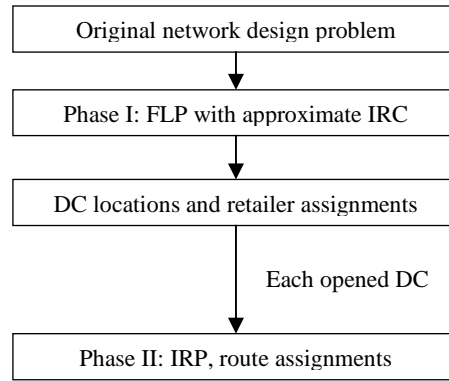 Original network design problem
Phase I: FLP with approximate IRC
DC locations and retailer assignments
Each opened DC
Phase II: IRP, route assignments